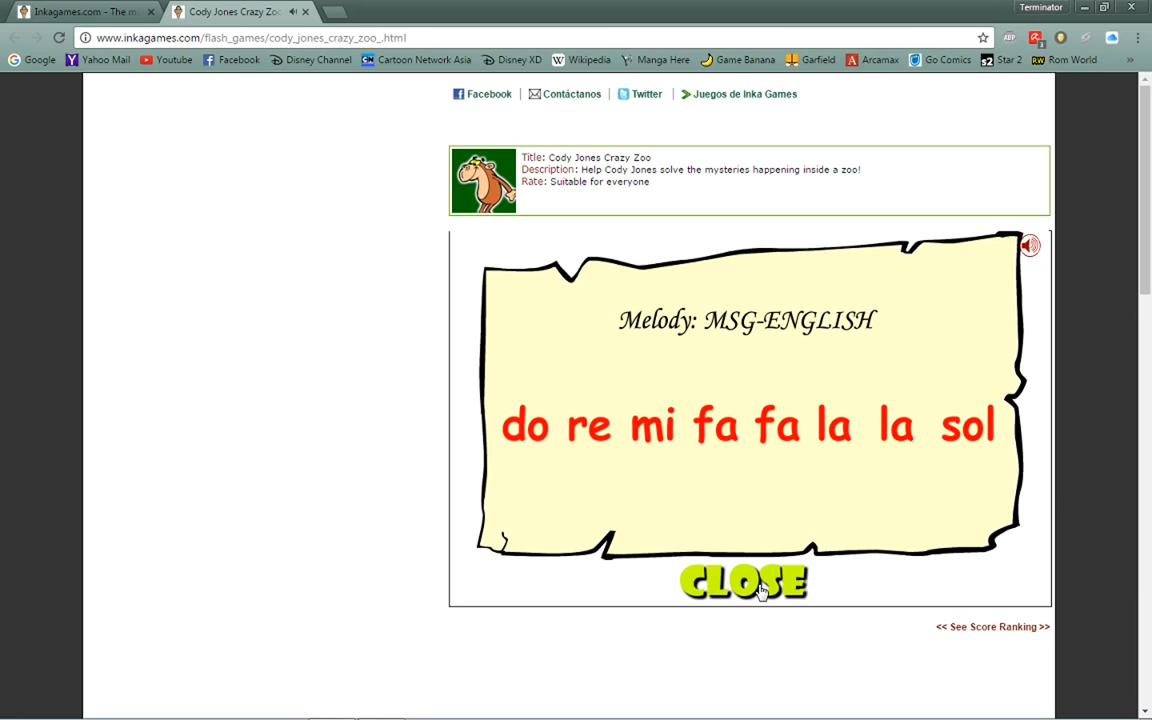 Inkagames.com - The mi
Cody Jones Crazy Zoo
Terminator
www.inkagames.com/flash_games/cody_jones_crazy_zoo_.html
Google Yahoo Mail Youtube Facebook Disney Channel Cartoon Network Asia Disney XD Wikipedia Manga Here Game Banana Garfield Arcamax Go Comics Star 2 Rom World
Facebook | Contáctanos | Twitter | Juegos de Inka Games
Title: Cody Jones Crazy Zoo
Description: Help Cody Jones solve the mysteries happening inside a zoo!
Rate: Suitable for everyone
Melody: MSG-ENGLISH
do re mi fa fa la la sol
CLOSE
<< See Score Ranking >>